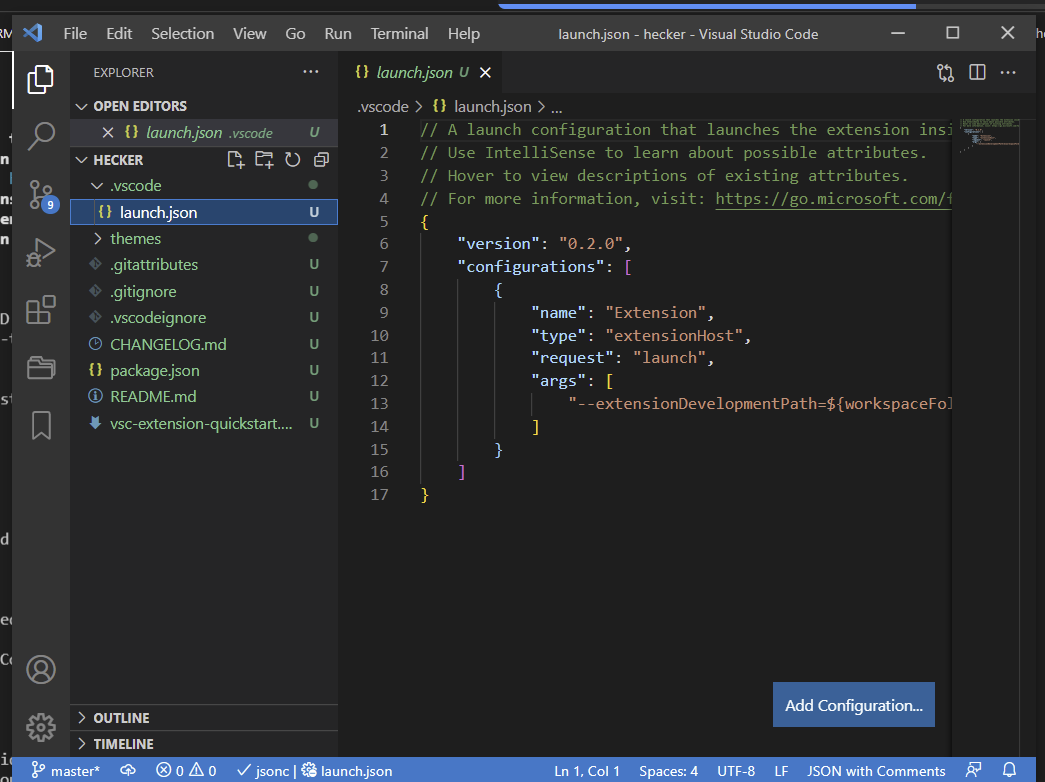 File Edit Selection View Go Run Terminal Help
launch.json - hecker - Visual Studio Code
EXPLORER
OPEN EDITORS
launch.json .vscode U
HECKER
.vscode
launch.json U
themes
.gitattributes U
.gitignore U
.vscodeignore U
CHANGELOG.md U
package.json U
README.md U
vsc-extension-quickstart.... U
OUTLINE
TIMELINE
9
launch.json U
.vscode > {} launch.json > ...
1 // A launch configuration that launches the extension insi
2 // Use IntelliSense to learn about possible attributes.
3 // Hover to view descriptions of existing attributes.
4 // For more information, visit: https://go.microsoft.com/f
5 {
6 "version": "0.2.0",
7 "configurations": [
8 {
9 "name": "Extension",
10 "type": "extensionHost",
11 "request": "launch",
12 "args": [
13 "--extensionDevelopmentPath=${workspaceFol
14 ]
15 }
16 ]
17 }
Add Configuration...
master* 0 0 jsonc | launch.json Ln 1, Col 1 Spaces: 4 UTF-8 LF JSON with Comments